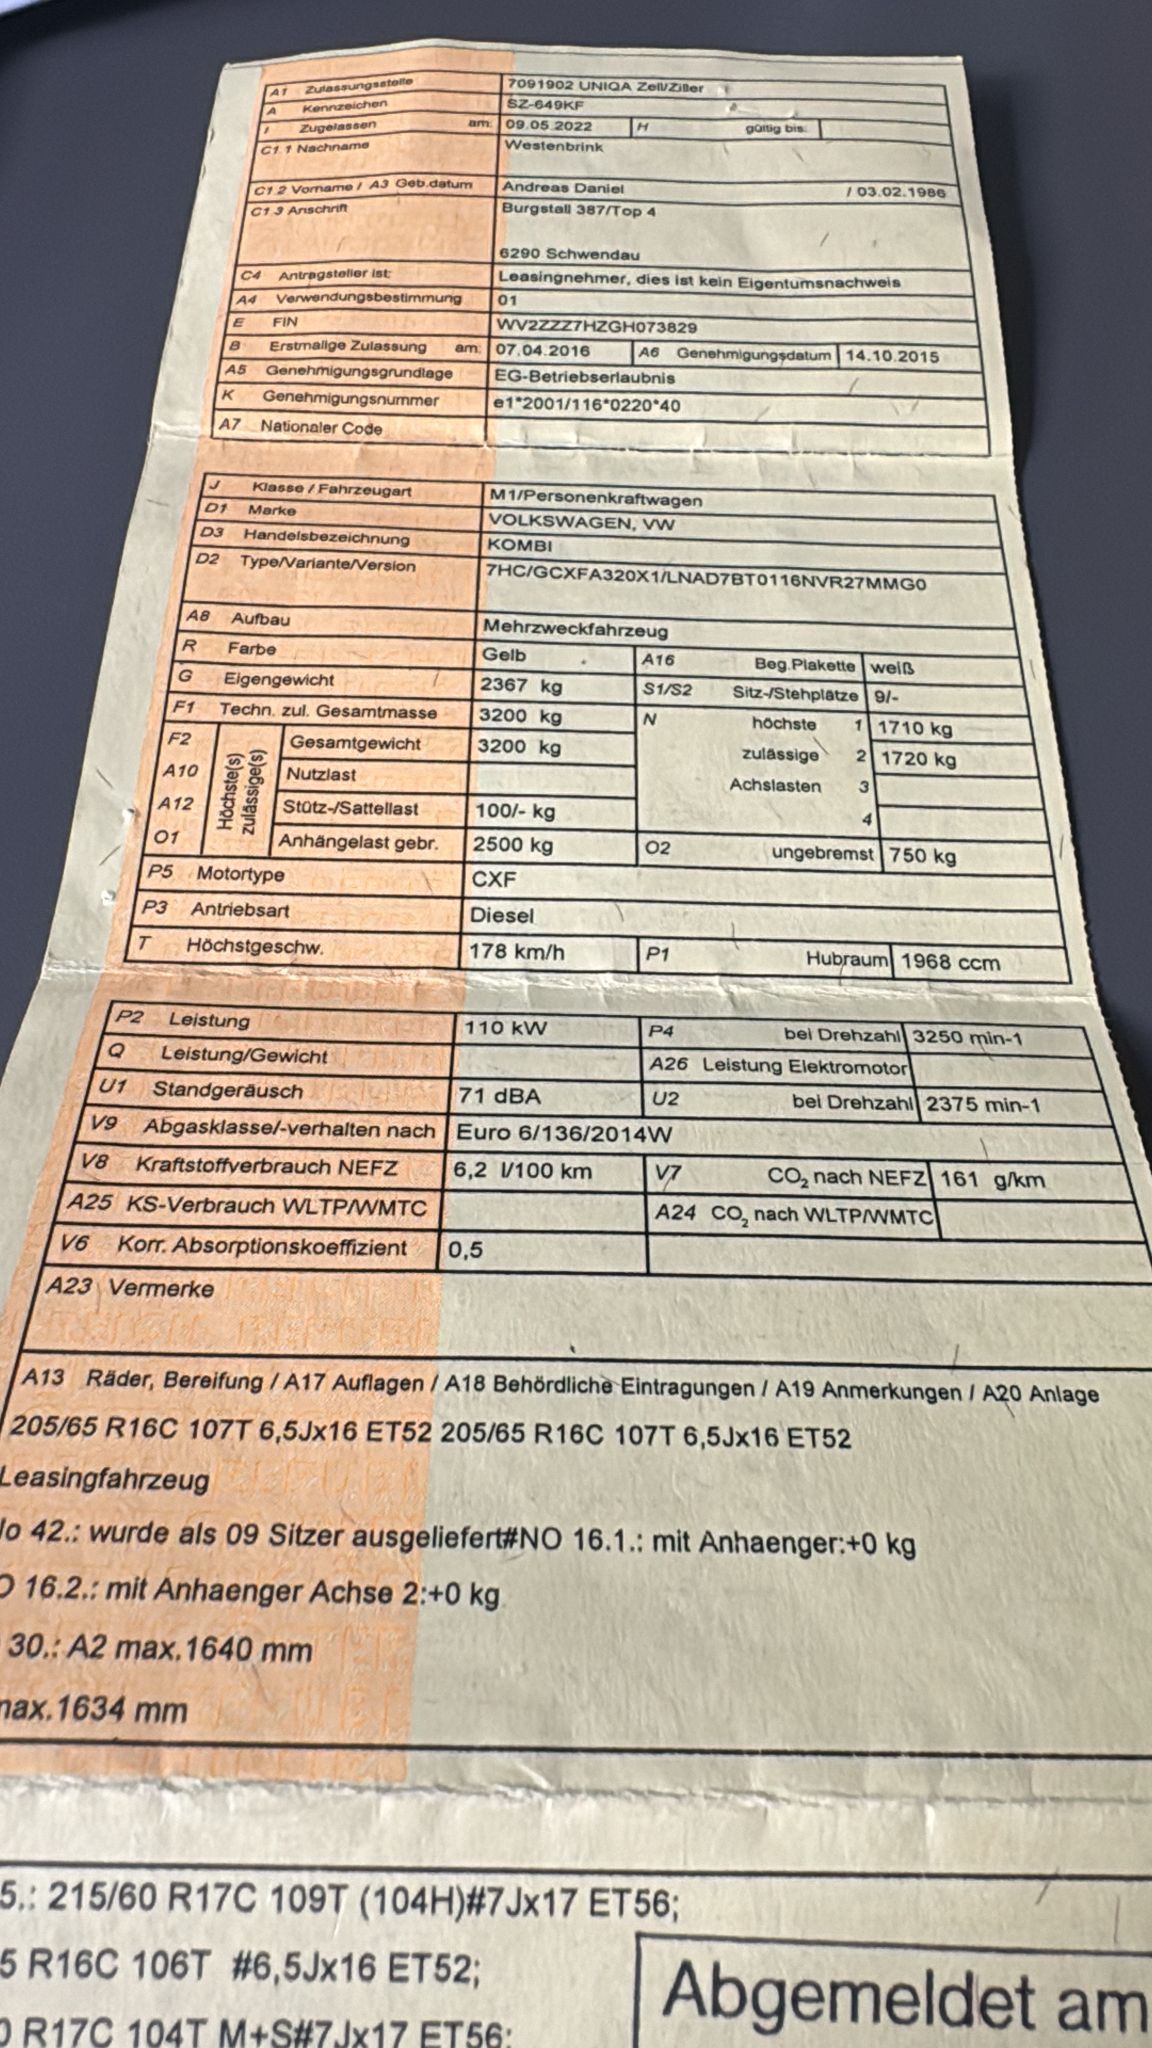 A1 Zulassungsstelle 7091902 UNIQA Zell/Ziller
A Kennzeichen SZ-649KF
I Zugelassen am: 09.05.2022 H gültig bis:
C1.1 Nachname Westenbrink
C1.2 Vorname / A3 Geb.datum Andreas Daniel / 03.02.1986
C1.3 Anschrift Burgstall 387/Top 4
6290 Schwendau
C4 Antragsteller ist: Leasingnehmer, dies ist kein Eigentumsnachweis
A4 Verwendungsbestimmung 01
E FIN WV2ZZZ7HZGH073829
B Erstmalige Zulassung am: 07.04.2016 A6 Genehmigungsdatum 14.10.2015
A5 Genehmigungsgrundlage EG-Betriebserlaubnis
K Genehmigungsnummer e1*2001/116*0220*40
A7 Nationaler Code
J Klasse / Fahrzeugart M1/Personenkraftwagen
D1 Marke VOLKSWAGEN, VW
D3 Handelsbezeichnung KOMBI
D2 Type/Variante/Version 7HC/GCXFA320X1/LNAD7BT0116NVR27MMG0
A8 Aufbau Mehrzweckfahrzeug
R Farbe Gelb A16 Beg.Plakette weiß
G Eigengewicht 2367 kg S1/S2 Sitz-/Stehplätze 9/-
F1 Techn. zul. Gesamtmasse 3200 kg N höchste 1 1710 kg
F2 Höchste(s) zulässige(s) Gesamtgewicht 3200 kg zulässige 2 1720 kg
A10 Nutzlast Achslasten 3
A12 Stütz-/Sattellast 100/- kg 4
O1 Anhängelast gebr. 2500 kg O2 ungebremst 750 kg
P5 Motortype CXF
P3 Antriebsart Diesel
T Höchstgeschw. 178 km/h P1 Hubraum 1968 ccm
P2 Leistung 110 kW P4 bei Drehzahl 3250 min-1
Q Leistung/Gewicht A26 Leistung Elektromotor
U1 Standgeräusch 71 dBA U2 bei Drehzahl 2375 min-1
V9 Abgasklasse/-verhalten nach Euro 6/136/2014W
V8 Kraftstoffverbrauch NEFZ 6,2 l/100 km V7 CO₂ nach NEFZ 161 g/km
A25 KS-Verbrauch WLTP/WMTC A24 CO₂ nach WLTP/WMTC
V6 Korr. Absorptionskoeffizient 0,5
A23 Vermerke
A13 Räder, Bereifung / A17 Auflagen / A18 Behördliche Eintragungen / A19 Anmerkungen / A20 Anlage
205/65 R16C 107T 6,5Jx16 ET52 205/65 R16C 107T 6,5Jx16 ET52
Leasingfahrzeug
42.: wurde als 09 Sitzer ausgeliefert#NO 16.1.: mit Anhaenger:+0 kg
16.2.: mit Anhaenger Achse 2:+0 kg
30.: A2 max.1640 mm
max.1634 mm
5.: 215/60 R17C 109T (104H)#7Jx17 ET56;
5 R16C 106T #6,5Jx16 ET52;
Abgemeldet am
0 R17C 104T M+S#7Jx17 ET56;